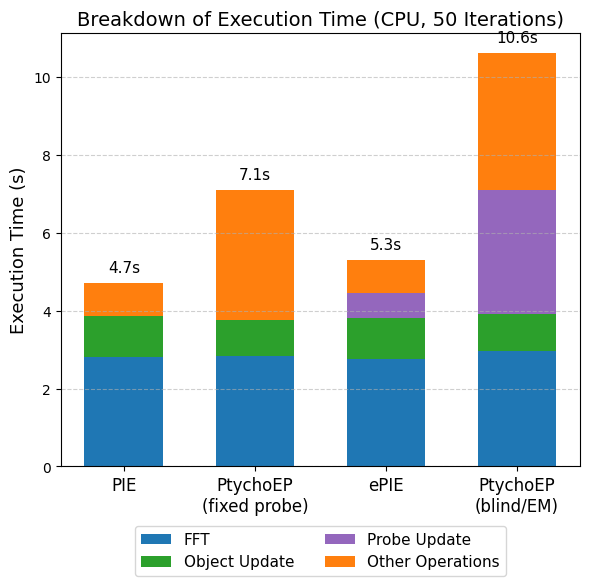 Breakdown of Execution Time (CPU, 50 Iterations)
Execution Time (s)
10
8
6
4
2
0
4.7s
7.1s
5.3s
10.6s
PIE
PtychoEP
(fixed probe)
ePIE
PtychoEP
(blind/EM)
FFT
Object Update
Probe Update
Other Operations